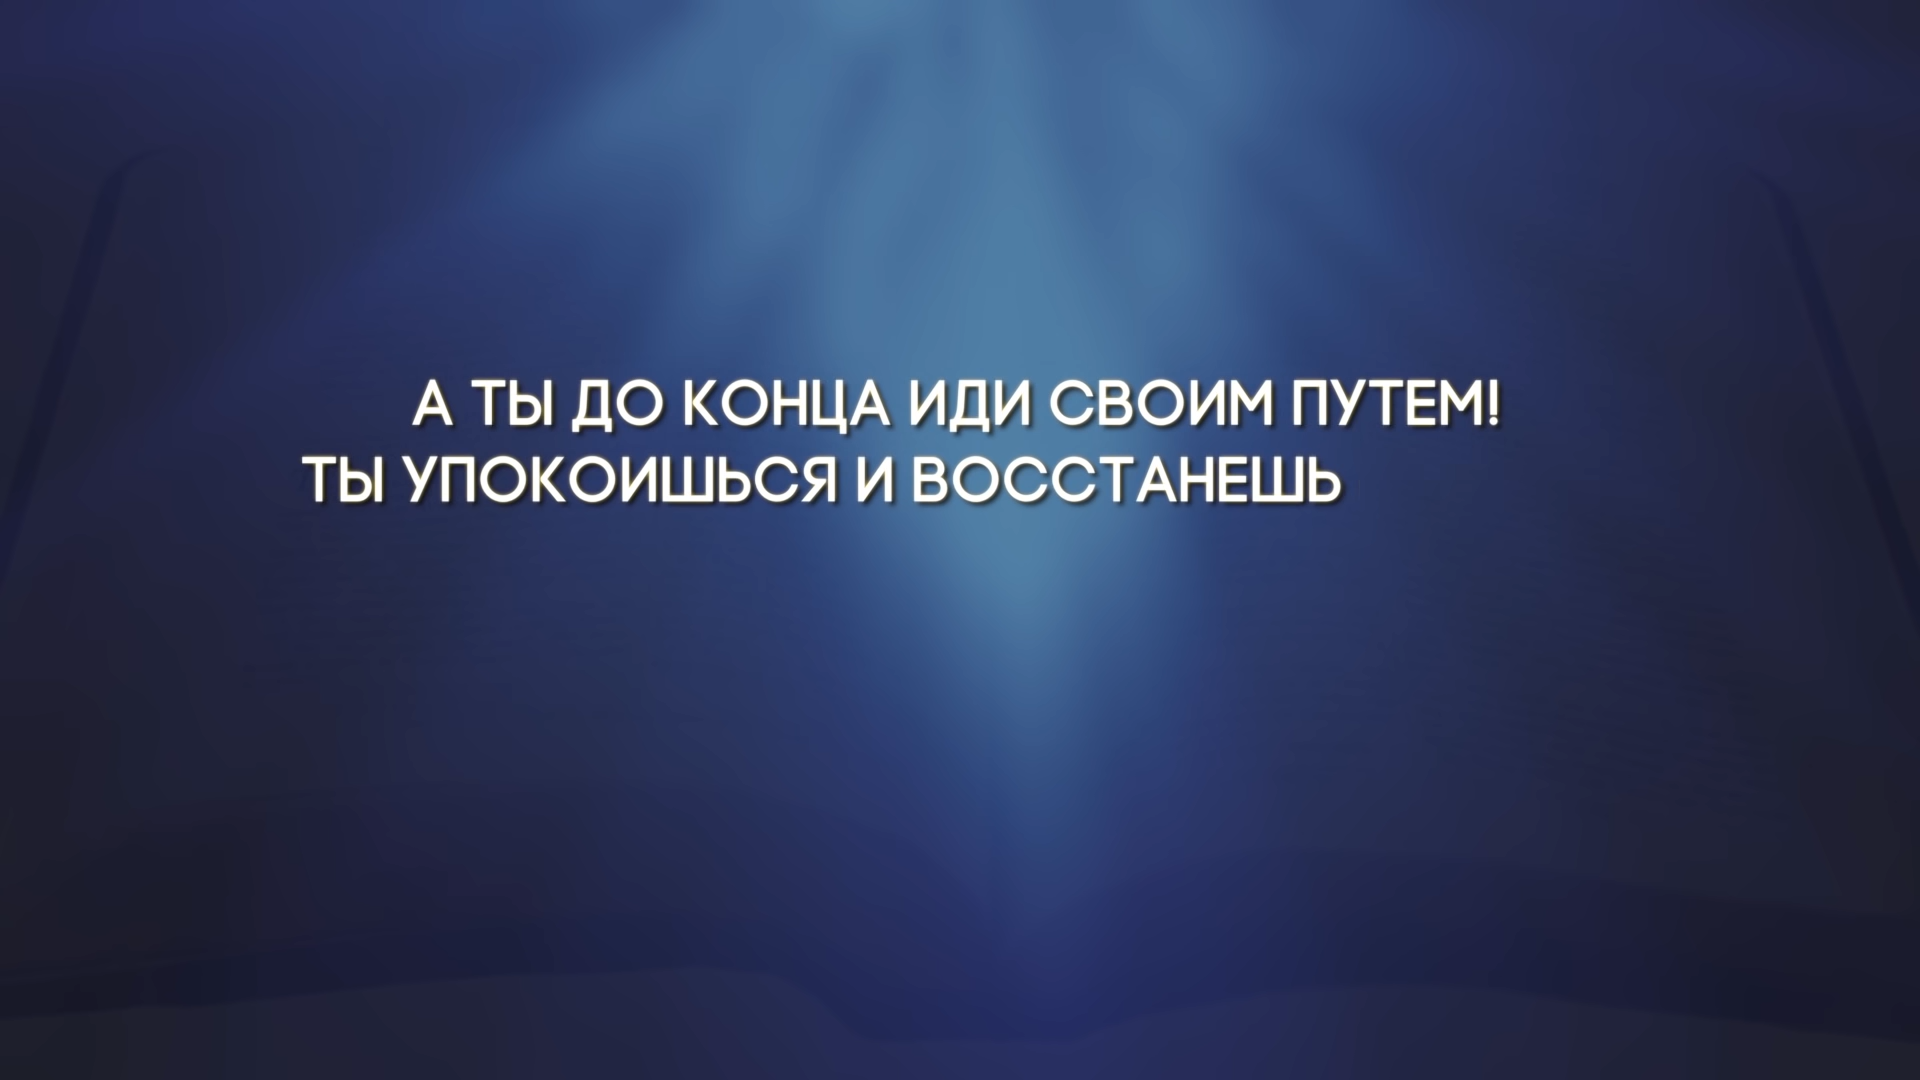 А ТЫ ДО КОНЦА ИДИ СВОИМ ПУТЕМ!
ТЫ УПОКОИШЬСЯ И ВОССТАНЕШЬ